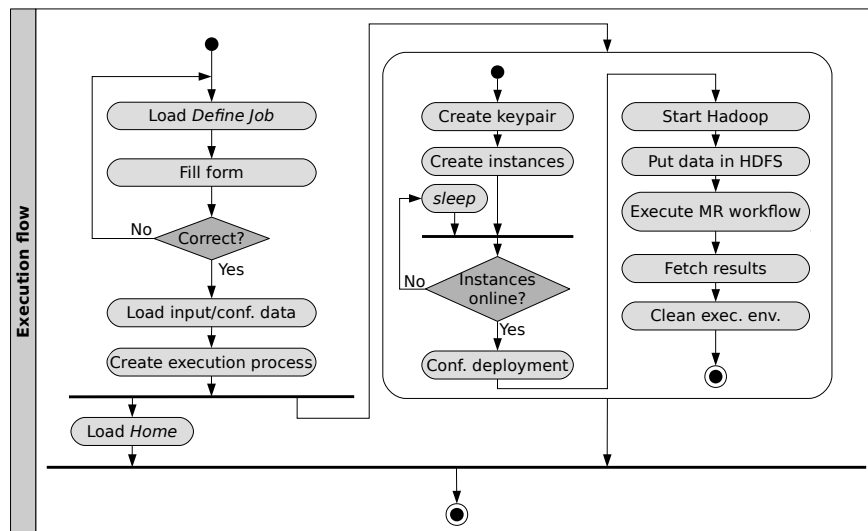 Execution flow
Load Define Job
Fill form
No
Correct?
Yes
Load input/conf. data
Create execution process
Load Home
Create keypair
Create instances
sleep
No
Instances
online?
Yes
Conf. deployment
Start Hadoop
Put data in HDFS
Execute MR workflow
Fetch results
Clean exec. env.